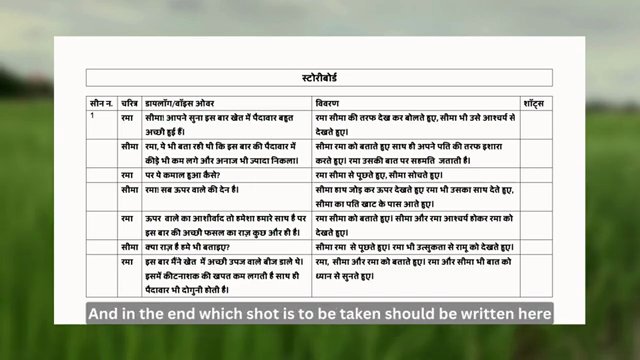 स्टोरीबोर्ड
सीन न. चरित्र डायलॉग/वॉइस ओवर विवरण शॉट्स
1 रमा सीमा! आपने सुना इस बार खेत में पैदावार बहुत रमा सीमा की तरफ देख कर बोलते हुए, सीमा भी उसे आश्चर्य से
अच्छी हुई हैं। देखते हुए।
सीमा रमा, ये भी बता रही थी कि इस बार की पैदावार में सीमा रमा को बताते हुए साथ ही अपने पति की तरफ इशारा
कीड़े भी कम लगे और अनाज भी ज्यादा निकला। करते हुए। रमा उसकी बात पर सहमति जताती है।
रमा पर ये कमाल हुआ कैसे? रमा सीमा से पूछते हुए, सीमा सोचते हुए।
सीमा रमा! सब ऊपर वाले की देन है। सीमा हाथ जोड़ कर ऊपर देखते हुए रमा भी उसका साथ देते हुए,
सीमा का पति खाट के पास आते हुए।
रमा ऊपर वाले का आशीर्वाद तो हमेशा हमारे साथ है पर रमा सीमा को बताते हुए। सीमा और रमा आश्चर्य होकर रमा को
इस बार की अच्छी फसल का राज़ कुछ और ही है। देखते हुए।
सीमा क्या राज़ है हमे भी बताइए? सीमा रमा से पूछते हुए। रमा भी उत्सुकता से रामू को देखते हुए।
रमा इस बार मैंने खेत में अच्छी उपज वाले बीज डाले थे। रमा, सीमा और रमा को बताते हुए। रमा और सीमा भी बात को
इसमें कीटनाशक की खपत कम लगती है साथ ही ध्यान से सुनते हुए।
पैदावार भी दोगुनी होती है।
And in the end which shot is to be taken should be written here